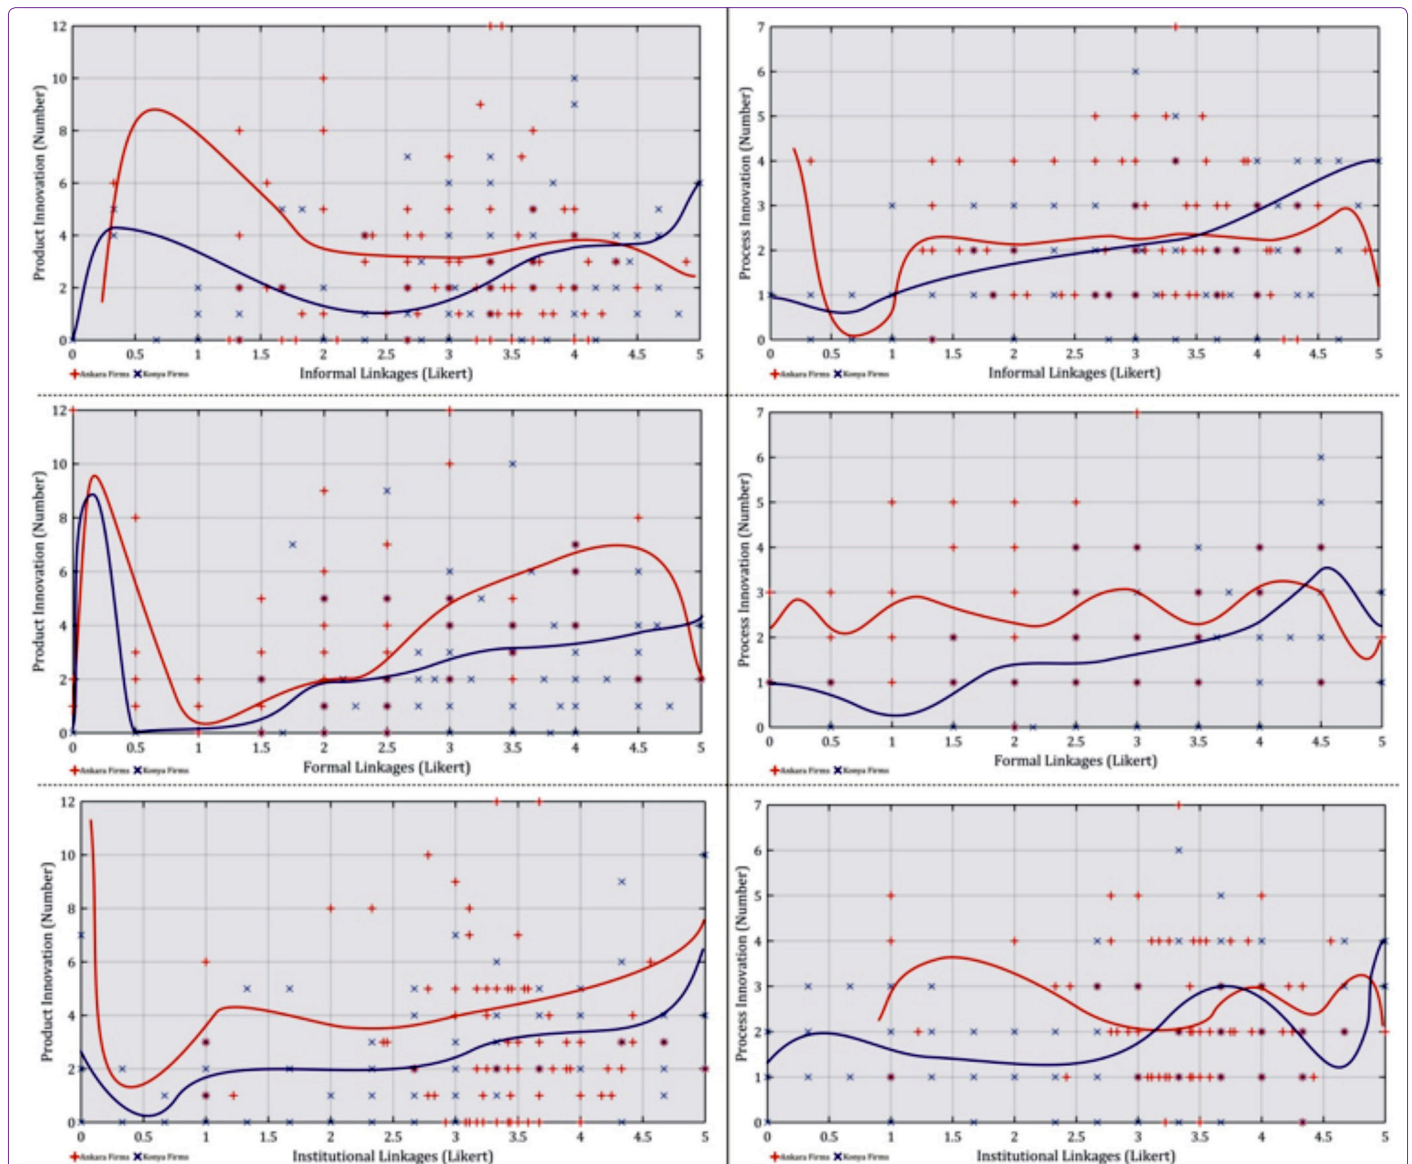 12
10
8
6
4
2
0
Product Innovation (Number)
0 0.5 1 1.5 2 2.5 3 3.5 4 4.5 5
Informal Linkages (Likert)
Ankara Firms Konya Firms
7
6
5
4
3
2
1
0
Process Innovation (Number)
0 0.5 1 1.5 2 2.5 3 3.5 4 4.5 5
Informal Linkages (Likert)
Ankara Firms Konya Firms
12
10
8
6
4
2
0
Product Innovation (Number)
0 0.5 1 1.5 2 2.5 3 3.5 4 4.5 5
Formal Linkages (Likert)
Ankara Firms Konya Firms
7
6
5
4
3
2
1
0
Process Innovation (Number)
0 0.5 1 1.5 2 2.5 3 3.5 4 4.5 5
Formal Linkages (Likert)
Ankara Firms Konya Firms
12
10
8
6
4
2
0
Product Innovation (Number)
0 0.5 1 1.5 2 2.5 3 3.5 4 4.5 5
Institutional Linkages (Likert)
Ankara Firms Konya Firms
7
6
5
4
3
2
1
0
Process Innovation (Number)
0 0.5 1 1.5 2 2.5 3 3.5 4 4.5 5
Institutional Linkages (Likert)
Ankara Firms Konya Firms